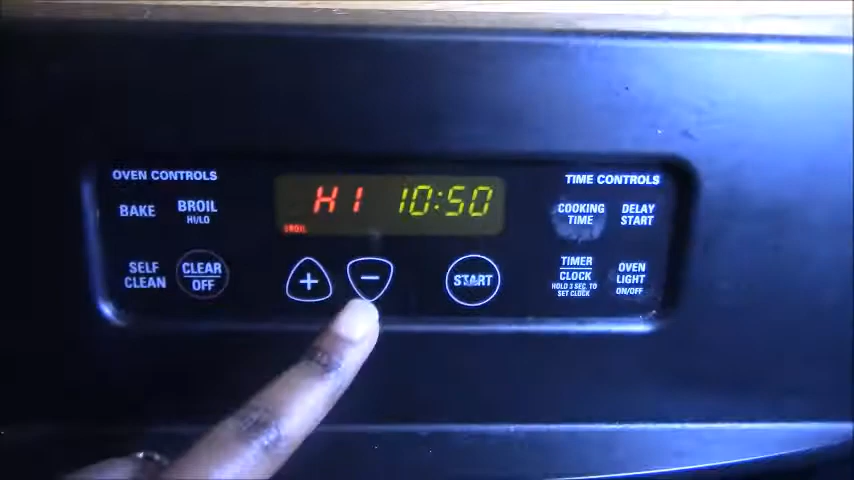 OVEN CONTROLS
BAKE
BROIL
HI/LO
SELF
CLEAN
CLEAR
OFF
HI 10:50
BROIL
+
-
START
TIME CONTROLS
COOKING
TIME
DELAY
START
TIMER
CLOCK
HOLD 3 SEC. TO
SET CLOCK
OVEN
LIGHT
ON/OFF